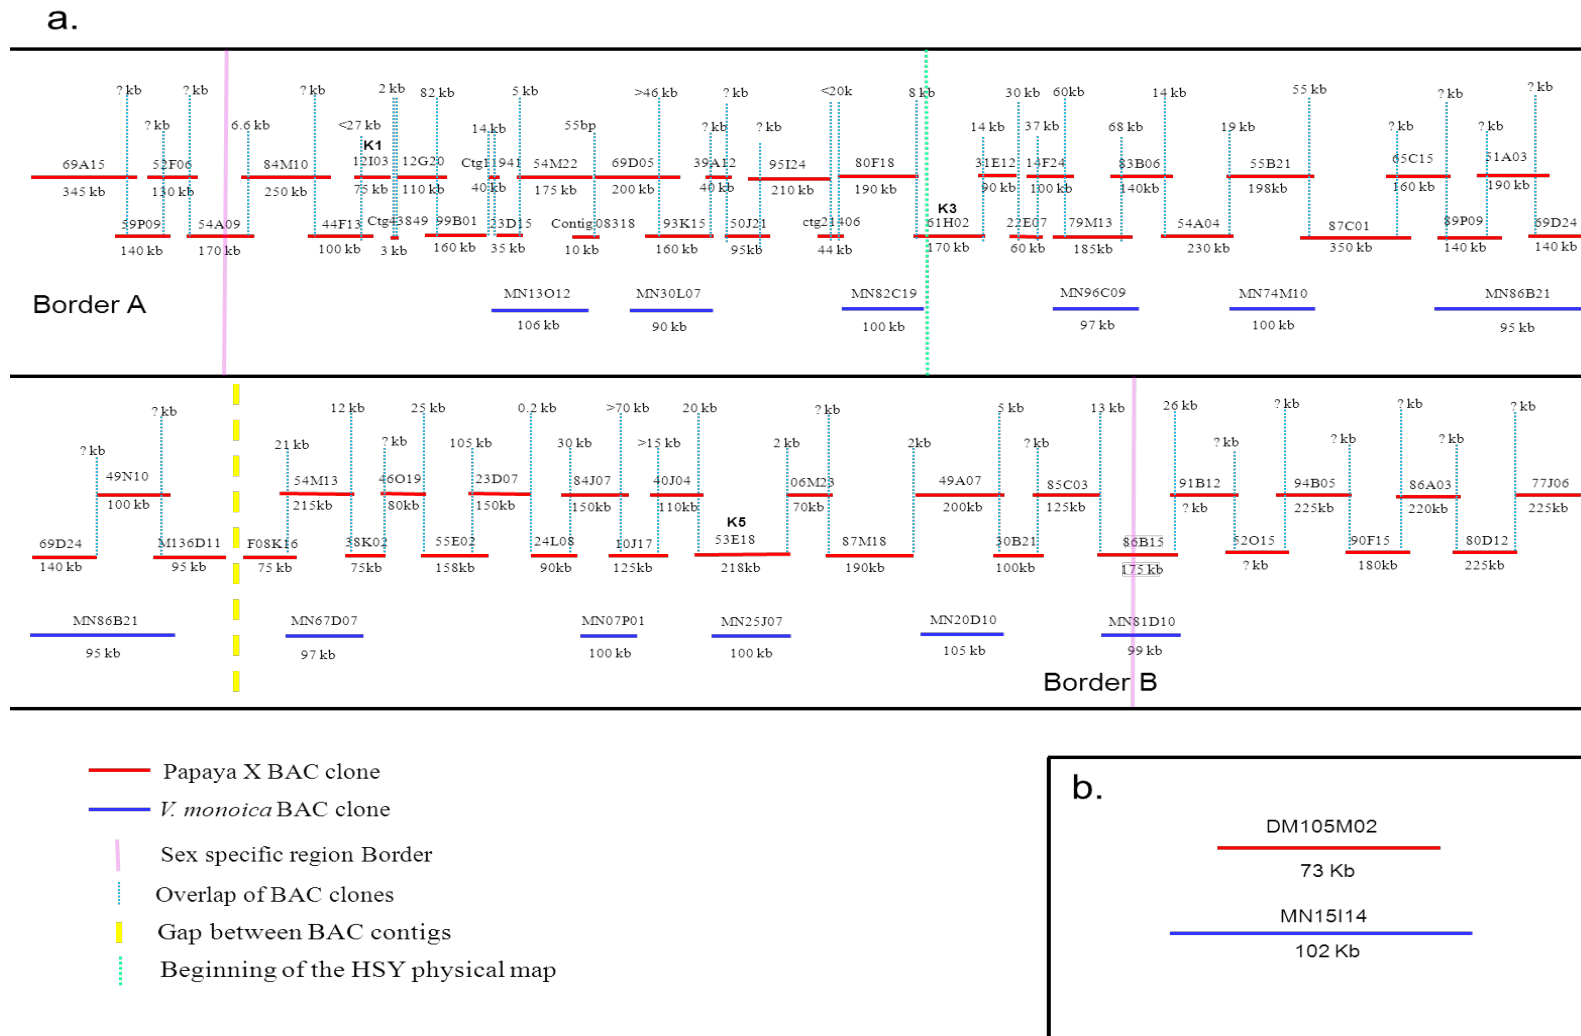 a.
2 kb
? kb ? kb ? kb 82 kb 5 kb >46 kb ? kb <20k 8 kb 30 kb 60kb 14 kb 55 kb ? kb ? kb
? kb 6.6 kb <27 kb 14 kb 55bp ? kb ? kb 14 kb 37 kb 68 kb 19 kb ? kb ? kb
K1
69A15 52F06 84M10 12I03 12G20 Ctg11941 54M22 69D05 39A12 95I24 80F18 31E12 14F24 83B06 55B21 65C15 51A03
345 kb 130 kb 250 kb 75 kb 110 kb 40 kb 175 kb 200 kb 40 kb 210 kb 190 kb 90 kb 100 kb 140 kb 198kb 160 kb 190 kb
K3
59P09 54A09 44F13 Ctg43849 99B01 23D15 Contig08318 93K15 50J21 ctg21406 61H02 22E07 79M13 54A04 87C01 89P09 69D24
140 kb 170 kb 100 kb 3 kb 160 kb 35 kb 10 kb 160 kb 95kb 44 kb 170 kb 60 kb 185kb 230 kb 350 kb 140 kb 140 kb
Border A
MN13O12 MN30L07 MN82C19 MN96C09 MN74M10 MN86B21
106 kb 90 kb 100 kb 97 kb 100 kb 95 kb
? kb 12 kb 25 kb 0.2 kb >70 kb 20 kb ? kb 5 kb 13 kb 26 kb ? kb ? kb ? kb
? kb 21 kb ? kb 105 kb 30 kb >15 kb 2 kb 2kb ? kb ? kb ? kb ? kb
49N10 54M13 46O19 23D07 84J07 40J04 06M23 49A07 85C03 91B12 94B05 86A03 77J06
100 kb 215kb 80kb 150kb 150kb 110kb 70kb 200kb 125kb ? kb 225kb 220kb 225kb
K5
69D24 M136D11 F08K16 38K02 55E02 24L08 10J17 53E18 87M18 30B21 86B15 52O15 90F15 80D12
140 kb 95 kb 75 kb 75kb 158kb 90kb 125kb 218kb 190kb 100kb 175 kb ? kb 180kb 225kb
MN86B21 MN67D07 MN07P01 MN25J07 MN20D10 MN81D10
95 kb 97 kb 100 kb 100 kb 105 kb 99 kb
Border B
Papaya X BAC clone
V. monoica BAC clone
Sex specific region Border
Overlap of BAC clones
Gap between BAC contigs
Beginning of the HSY physical map
b.
DM105M02
73 Kb
MN15I14
102 Kb